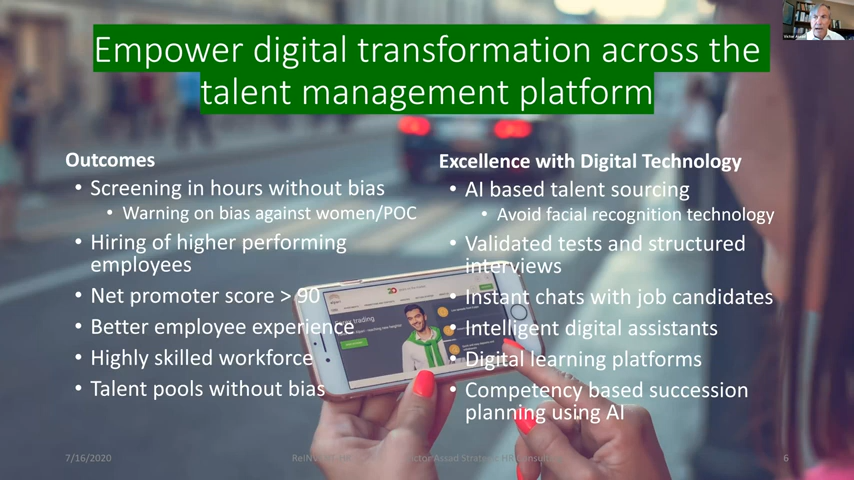 Empower digital transformation across the
talent management platform
Outcomes
• Screening in hours without bias
• Warning on bias against women/POC
• Hiring of higher performing
employees
• Net promoter score > 90
• Better employee experience
• Highly skilled workforce
• Talent pools without bias
Excellence with Digital Technology
• AI based talent sourcing
• Avoid facial recognition technology
• Validated tests and structured
interviews
• Instant chats with job candidates
• Intelligent digital assistants
• Digital learning platforms
• Competency based succession
planning using AI
7/16/2020
Assad Strategic HR
6